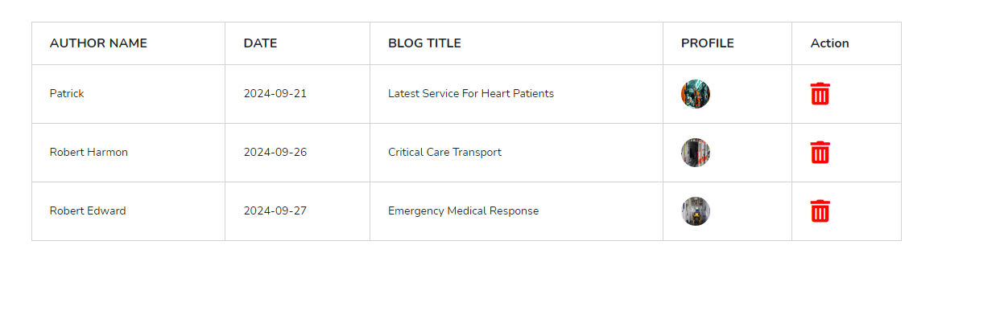 AUTHOR NAME DATE BLOG TITLE PROFILE Action
Patrick 2024-09-21 Latest Service For Heart Patients
Robert Harmon 2024-09-26 Critical Care Transport
Robert Edward 2024-09-27 Emergency Medical Response